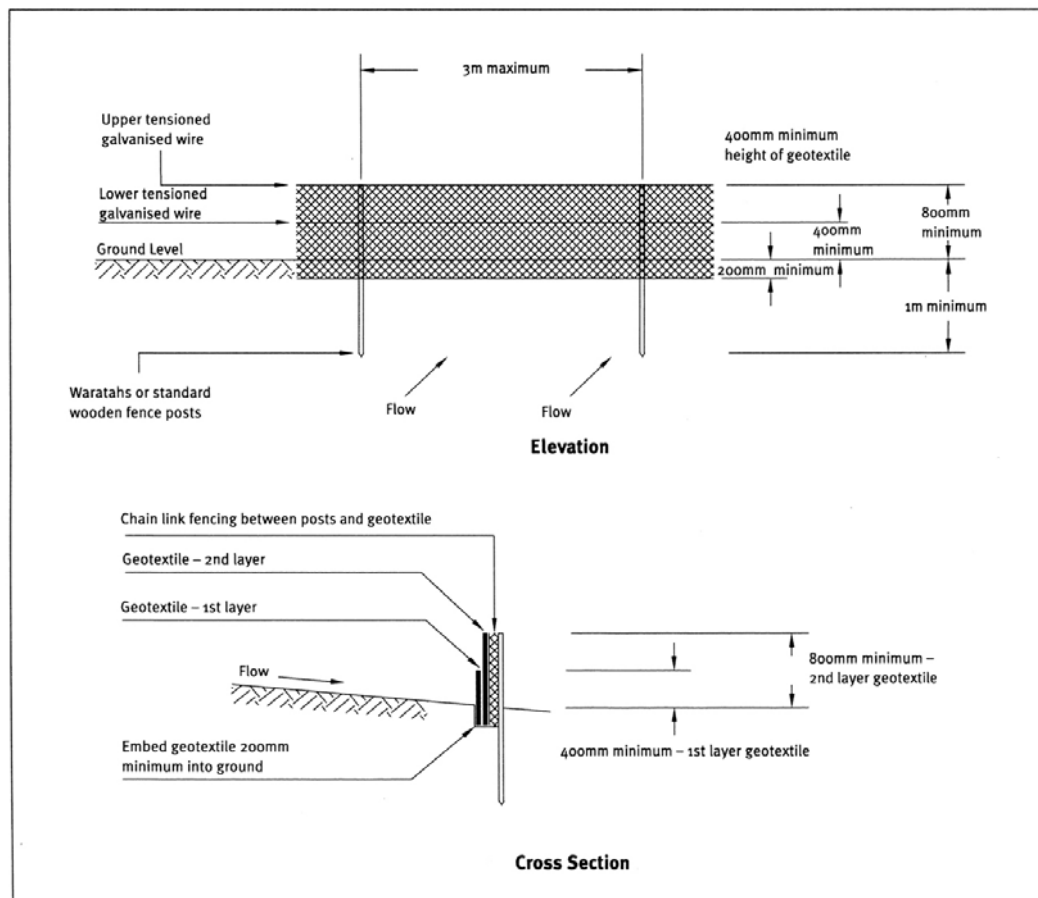 3m maximum
Upper tensioned
galvanised wire
400mm minimum
height of geotextile
Lower tensioned
galvanised wire
800mm
minimum
400mm
minimum
Ground Level
200mm minimum
1m minimum
Waratahs or standard
wooden fence posts
Flow
Flow
Elevation
Chain link fencing between posts and geotextile
Geotextile – 2nd layer
Geotextile – 1st layer
Flow
800mm minimum –
2nd layer geotextile
Embed geotextile 200mm
minimum into ground
400mm minimum – 1st layer geotextile
Cross Section